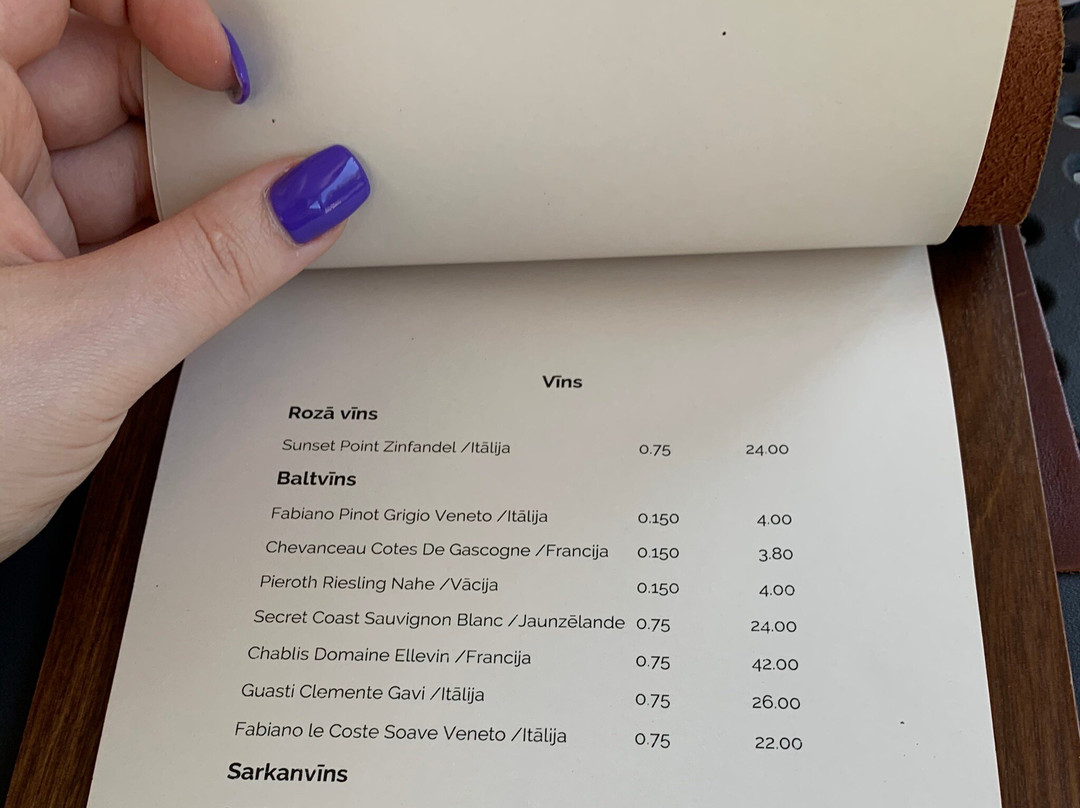 Vīns
Rozā vīns
Sunset Point Zinfandel /Itālija 0.75 24.00
Baltvīns
Fabiano Pinot Grigio Veneto /Itālija 0.150 4.00
Chevanceau Cotes De Gascogne /Francija 0.150 3.80
Pieroth Riesling Nahe /Vācija 0.150 4.00
Secret Coast Sauvignon Blanc /Jaunzēlande 0.75 24.00
Chablis Domaine Ellevin /Francija 0.75 42.00
Guasti Clemente Gavi /Itālija 0.75 26.00
Fabiano le Coste Soave Veneto /Itālija 0.75 22.00
Sarkanvīns